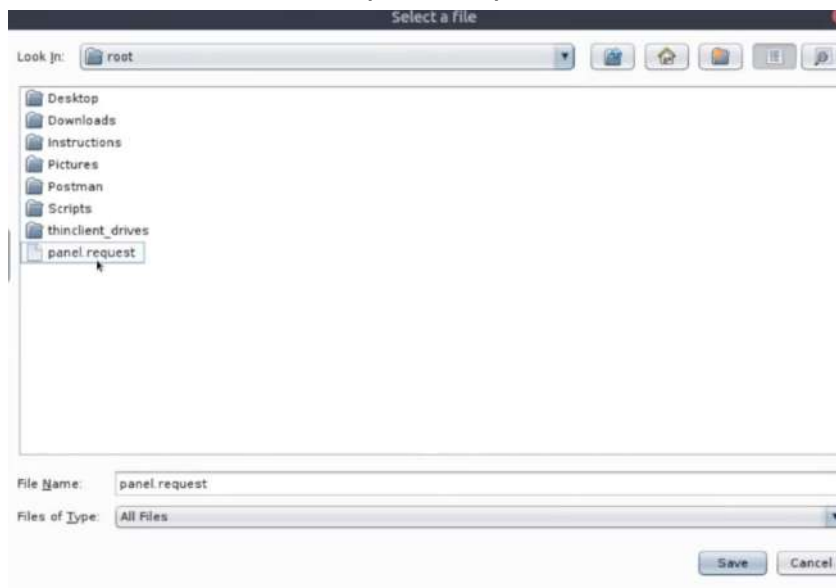 Select a file
Look In: root
Desktop
Downloads
Instructions
Pictures
Postman
Scripts
thinclient_drives
panel.request
File Name: panel.request
Files of Type: All Files
Save Cancel